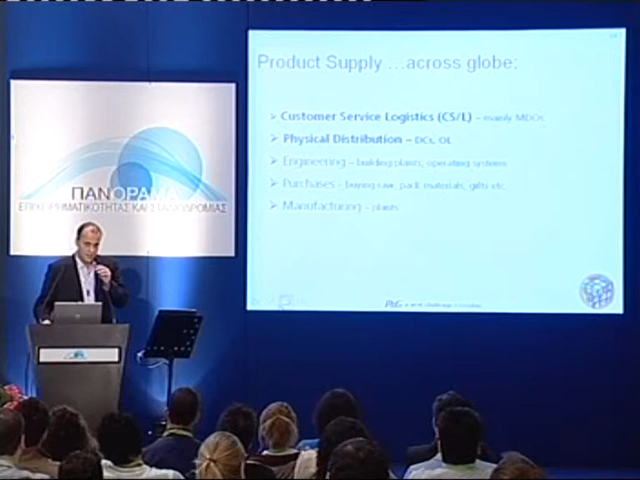 Product Supply ...across globe:
➢ Customer Service Logistics (CS/L) – mainly MDOs
➢ Physical Distribution – DCs, OL
➢ Engineering – building plants, operating systems
➢ Purchases – buying raw, pack materials, gifts etc
➢ Manufacturing – plants
P&G
ΠΑΝΟΡΑΜΑ
ΕΠΙΧΕΙΡΗΜΑΤΙΚΟΤΗΤΑΣ ΚΑΙ ΣΤΑΔΙΟΔΡΟΜΙΑΣ